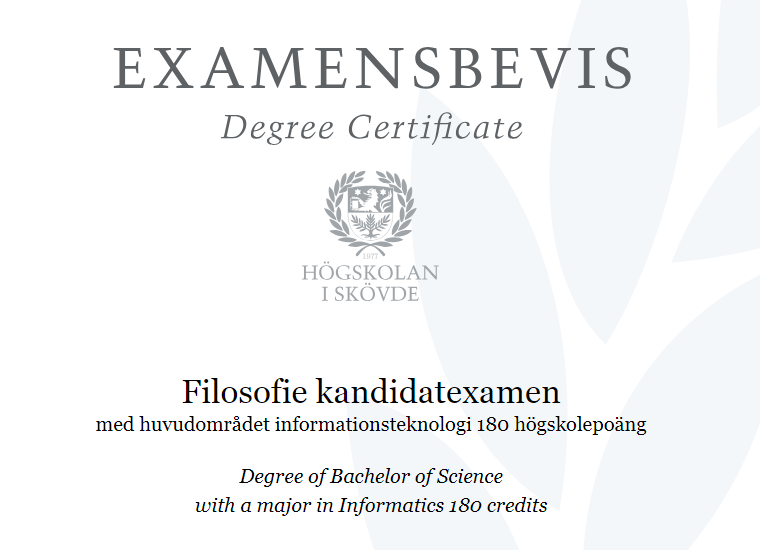 EXAMENSBEVIS
Degree Certificate
1977
HÖGSKOLAN
I SKÖVDE
Filosofie kandidatexamen
med huvudområdet informationsteknologi 180 högskolepoäng
Degree of Bachelor of Science
with a major in Informatics 180 credits